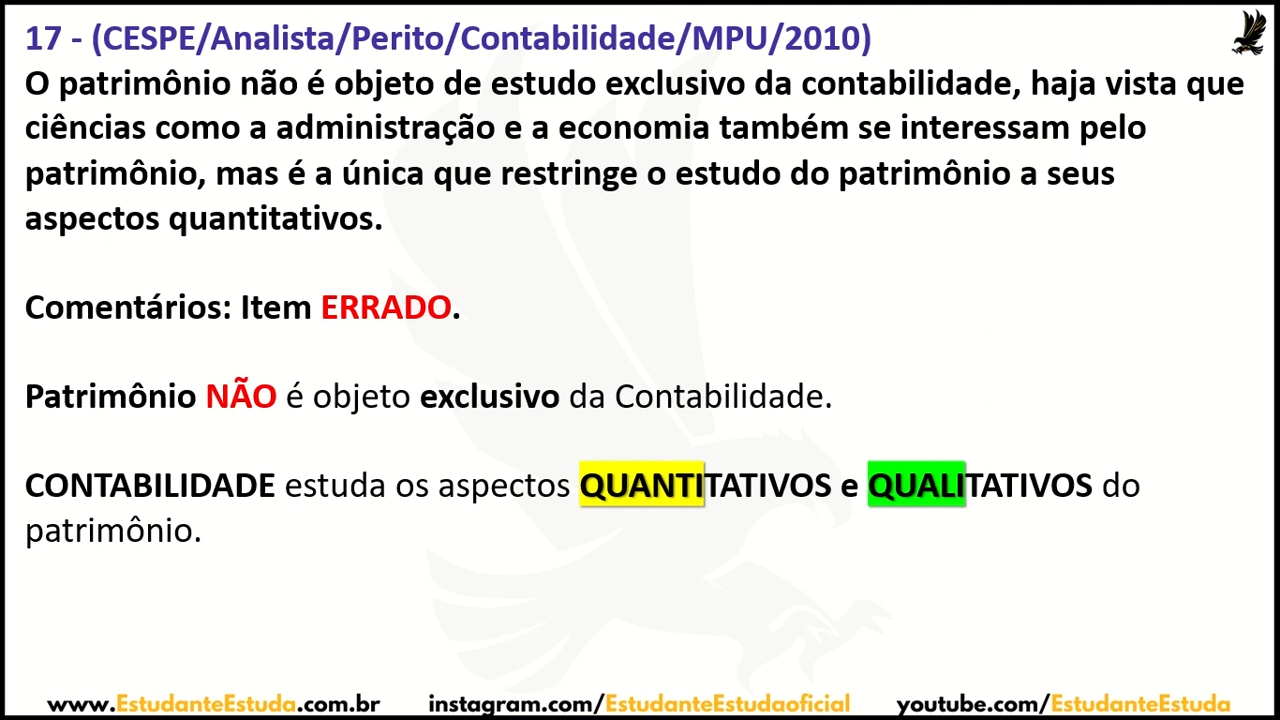 17 - (CESPE/Analista/Perito/Contabilidade/MPU/2010)
O patrimônio não é objeto de estudo exclusivo da contabilidade, haja vista que
ciências como a administração e a economia também se interessam pelo
patrimônio, mas é a única que restringe o estudo do patrimônio a seus
aspectos quantitativos.
Comentários: Item ERRADO.
Patrimônio NÃO é objeto exclusivo da Contabilidade.
CONTABILIDADE estuda os aspectos QUANTITATIVOS e QUALITATIVOS do
patrimônio.
www.EstudanteEstuda.com.br instagram.com/EstudanteEstudaoficial youtube.com/EstudanteEstuda